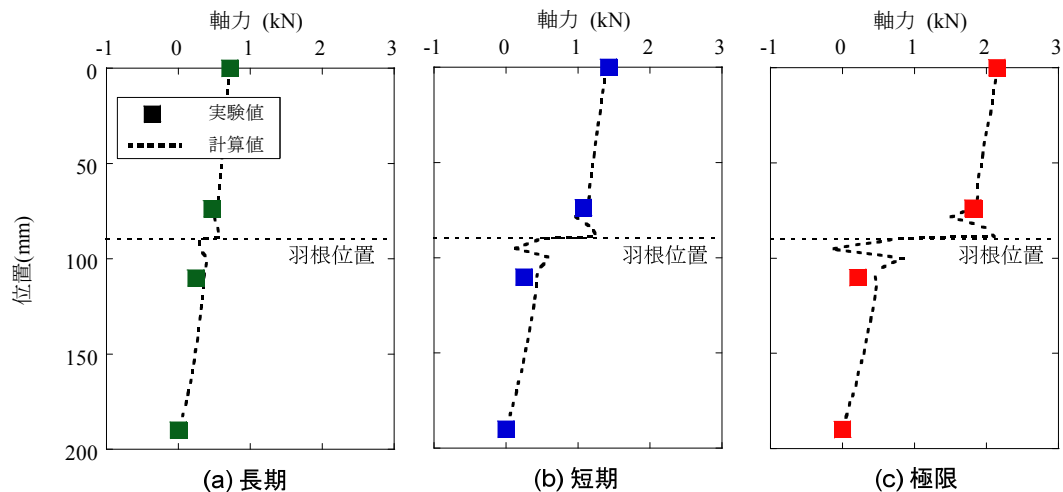 軸力 (kN)
軸力 (kN)
軸力 (kN)
-1 0 1 2 3
-1 0 1 2 3
-1 0 1 2 3
0
50
100
150
200
位置(mm)
実験値
計算値
羽根位置
羽根位置
羽根位置
(a) 長期
(b) 短期
(c) 極限